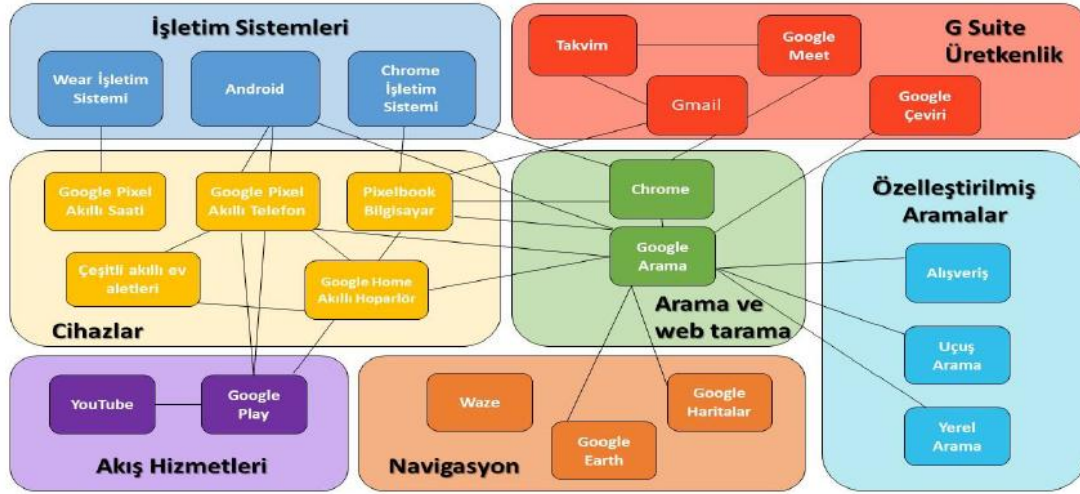 İşletim Sistemleri
Wear İşletim
Sistemi
Android
Chrome
İşletim
Sistemi
G Suite
Üretkenlik
Takvim
Google
Meet
Gmail
Google
Çeviri
Google Pixel
Akıllı Saati
Google Pixel
Akıllı Telefon
Pixelbook
Bilgisayar
Çeşitli akıllı ev
aletleri
Google Home
Akıllı Hoparlör
Cihazlar
Chrome
Google
Arama
Arama ve
web tarama
Özelleştirilmiş
Aramalar
Alışveriş
Uçuş
Arama
Yerel
Arama
YouTube
Google
Play
Akış Hizmetleri
Waze
Google
Earth
Google
Haritalar
Navigasyon